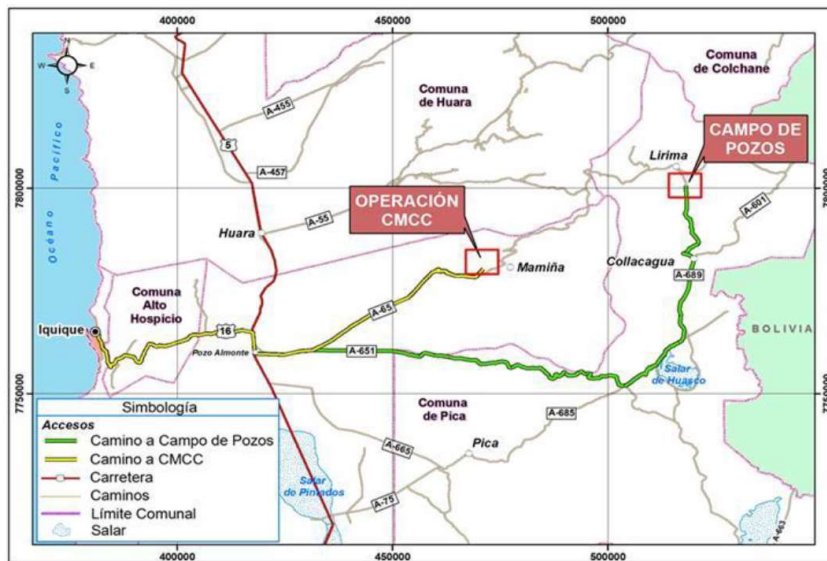 400000
450000
500000
N
W
E
S
Océano Pacífico
5
A-455
A-457
Comuna
de Huara
Comuna
de Colchane
CAMPO DE
POZOS
Lirima
7800000
7800000
OPERACIÓN
CMCC
A-55
A-601
Huara
Mamiña
Collacagua
A-689
Comuna
Alto
Hospicio
A-65
Iquique
16
Pozo Almonte
A-651
BOLIVIA
Salar
de Huasco
7750000
7750000
Comuna
de Pica
A-685
Pica
A-665
Salar
de Pintados
A-75
A-663
Simbología
Accesos
Camino a Campo de Pozos
Camino a CMCC
Carretera
Caminos
Límite Comunal
Salar
400000
450000
500000